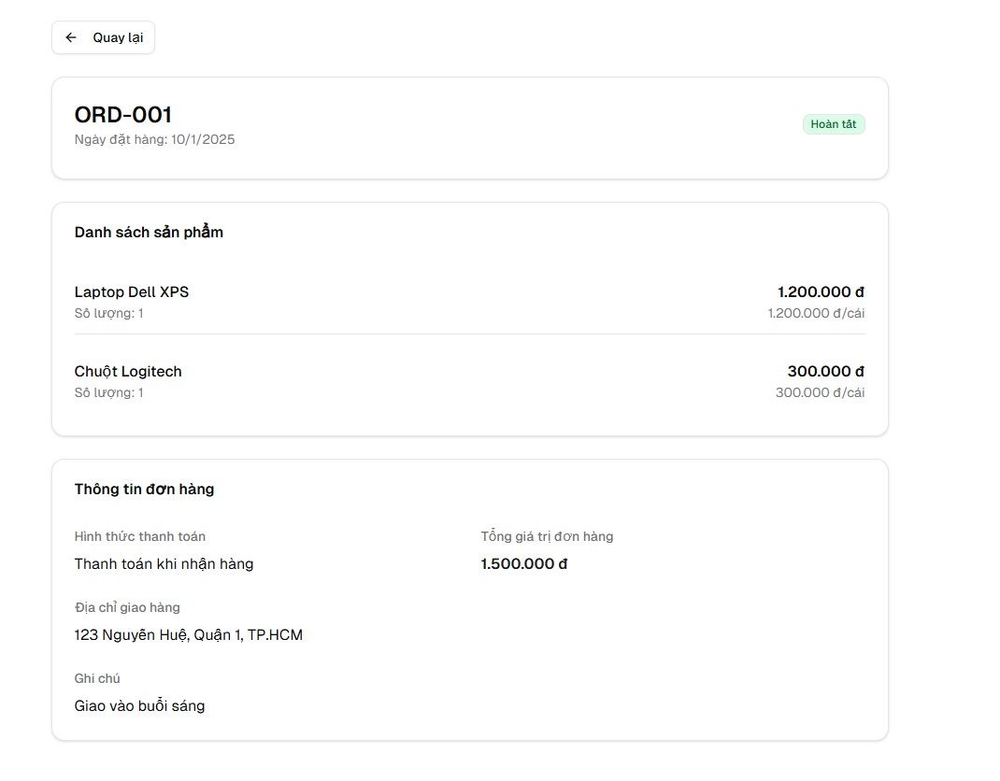 Quay lại
ORD-001
Hoàn tất
Ngày đặt hàng: 10/1/2025
Danh sách sản phẩm
Laptop Dell XPS
1.200.000 đ
Số lượng: 1
1.200.000 đ/cái
Chuột Logitech
300.000 đ
Số lượng: 1
300.000 đ/cái
Thông tin đơn hàng
Hình thức thanh toán
Thanh toán khi nhận hàng
Tổng giá trị đơn hàng
1.500.000 đ
Địa chỉ giao hàng
123 Nguyễn Huệ, Quận 1, TP.HCM
Ghi chú
Giao vào buổi sáng